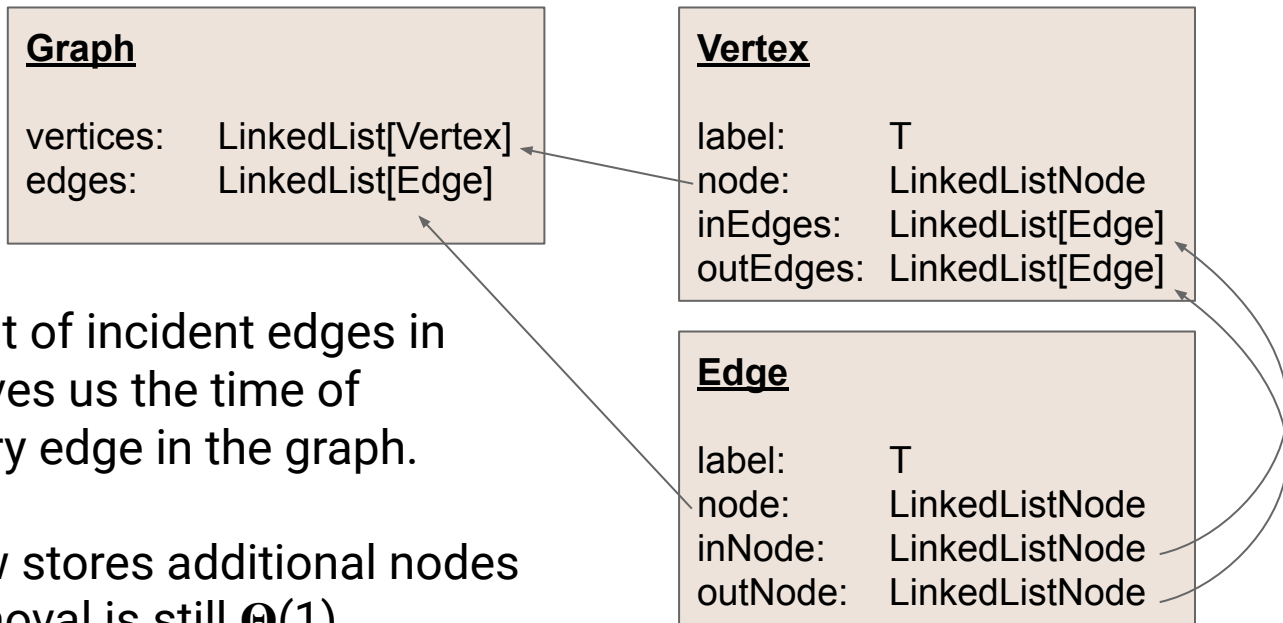 Graph
vertices: LinkedList[Vertex]
edges: LinkedList[Edge]
Vertex
label: T
node: LinkedListNode
inEdges: LinkedList[Edge]
outEdges: LinkedList[Edge]
t of incident edges in
ves us the time of
ry edge in the graph.
Edge
label: T
node: LinkedListNode
inNode: LinkedListNode
outNode: LinkedListNode
w stores additional nodes
noval is still Θ(1)